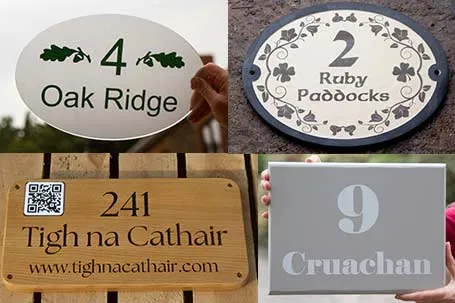 4
Oak Ridge
2
Ruby
Paddocks
241
Tigh na Cathair
www.tighnacathair.com
9
Cruachan